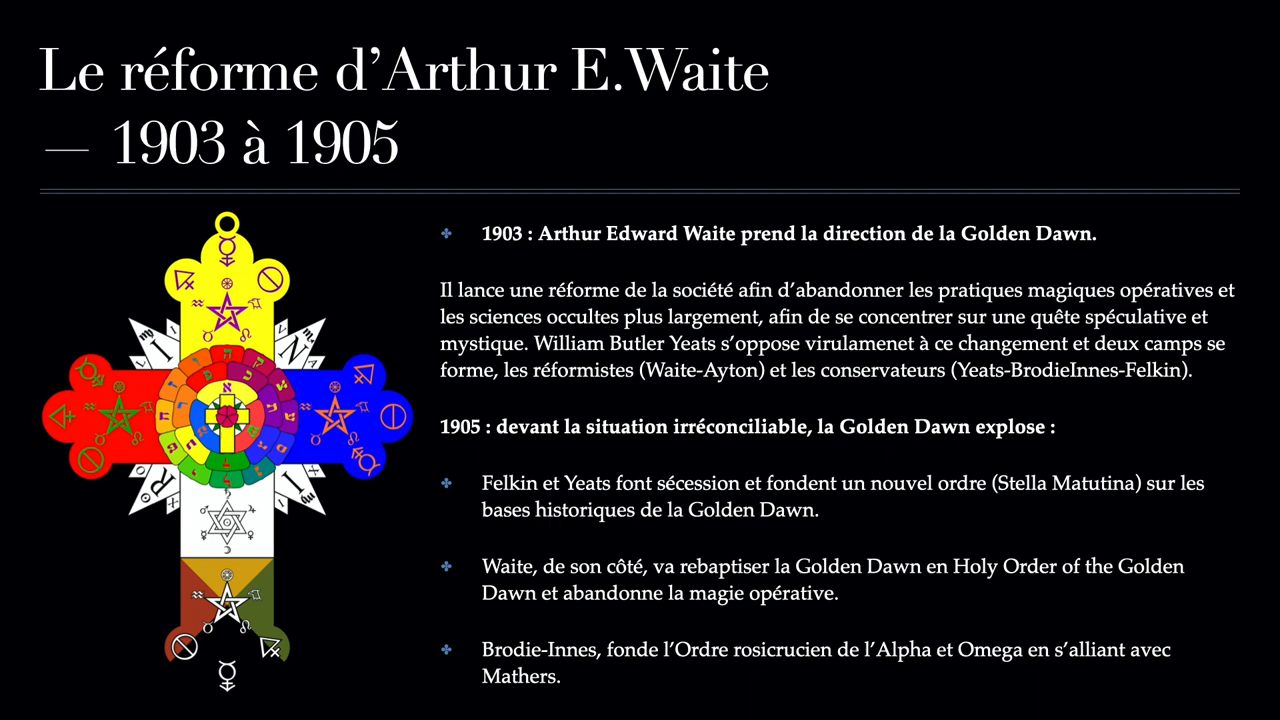 Le réforme d’Arthur E.Waite
— 1903 à 1905
1903 : Arthur Edward Waite prend la direction de la Golden Dawn.
Il lance une réforme de la société afin d’abandonner les pratiques magiques opératives et
les sciences occultes plus largement, afin de se concentrer sur une quête spéculative et
mystique. William Butler Yeats s’oppose virulamenet à ce changement et deux camps se
forme, les réformistes (Waite-Ayton) et les conservateurs (Yeats-BrodieInnes-Felkin).
1905 : devant la situation irréconciliable, la Golden Dawn explose :
Felkin et Yeats font sécession et fondent un nouvel ordre (Stella Matutina) sur les
bases historiques de la Golden Dawn.
Waite, de son côté, va rebaptiser la Golden Dawn en Holy Order of the Golden
Dawn et abandonne la magie opérative.
Brodie-Innes, fonde l’Ordre rosicrucien de l’Alpha et Omega en s’alliant avec
Mathers.